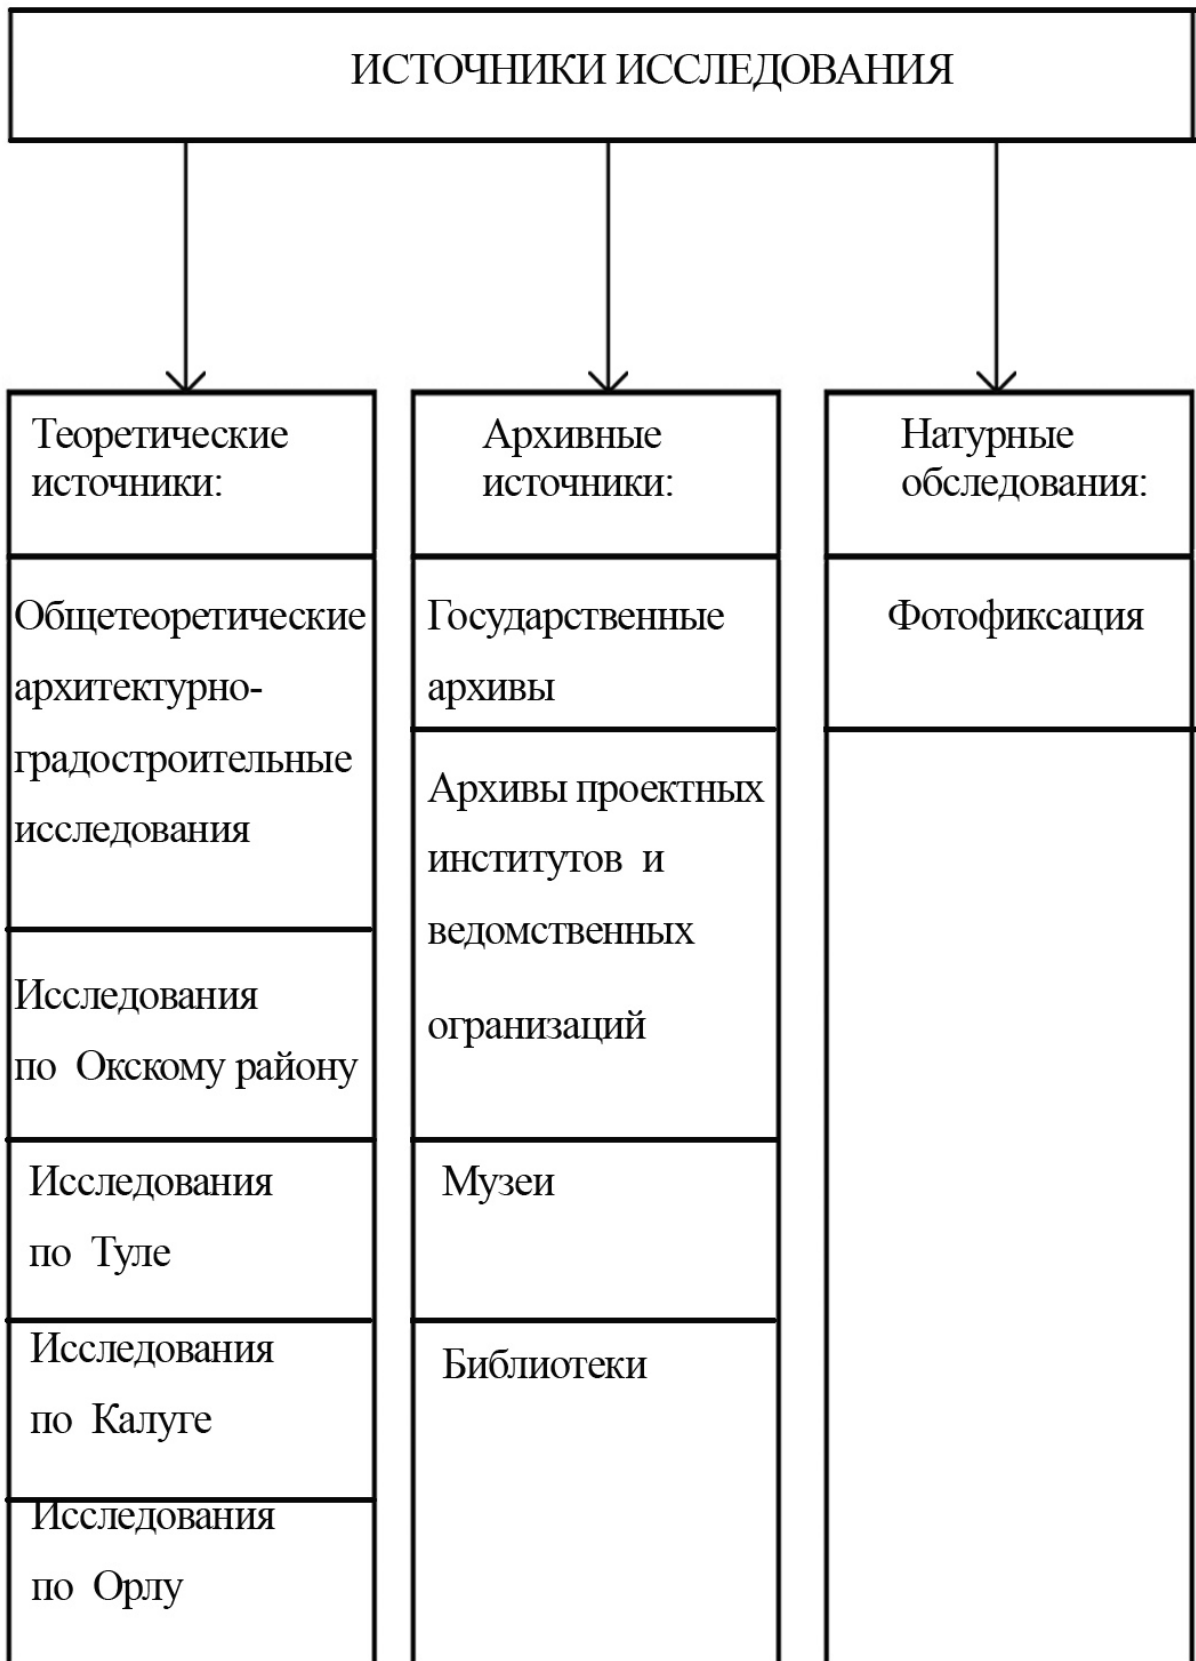 ИСТОЧНИКИ ИССЛЕДОВАНИЯ
Теоретические
источники:
Общетеоретические
архитектурно-
градостроительные
исследования
Исследования
по Окскому району
Исследования
по Туле
Исследования
по Калуге
Исследования
по Орлу
Архивные
источники:
Государственные
архивы
Архивы проектных
институтов и
ведомственных
огранизаций
Музеи
Библиотеки
Натурные
обследования:
Фотофиксация